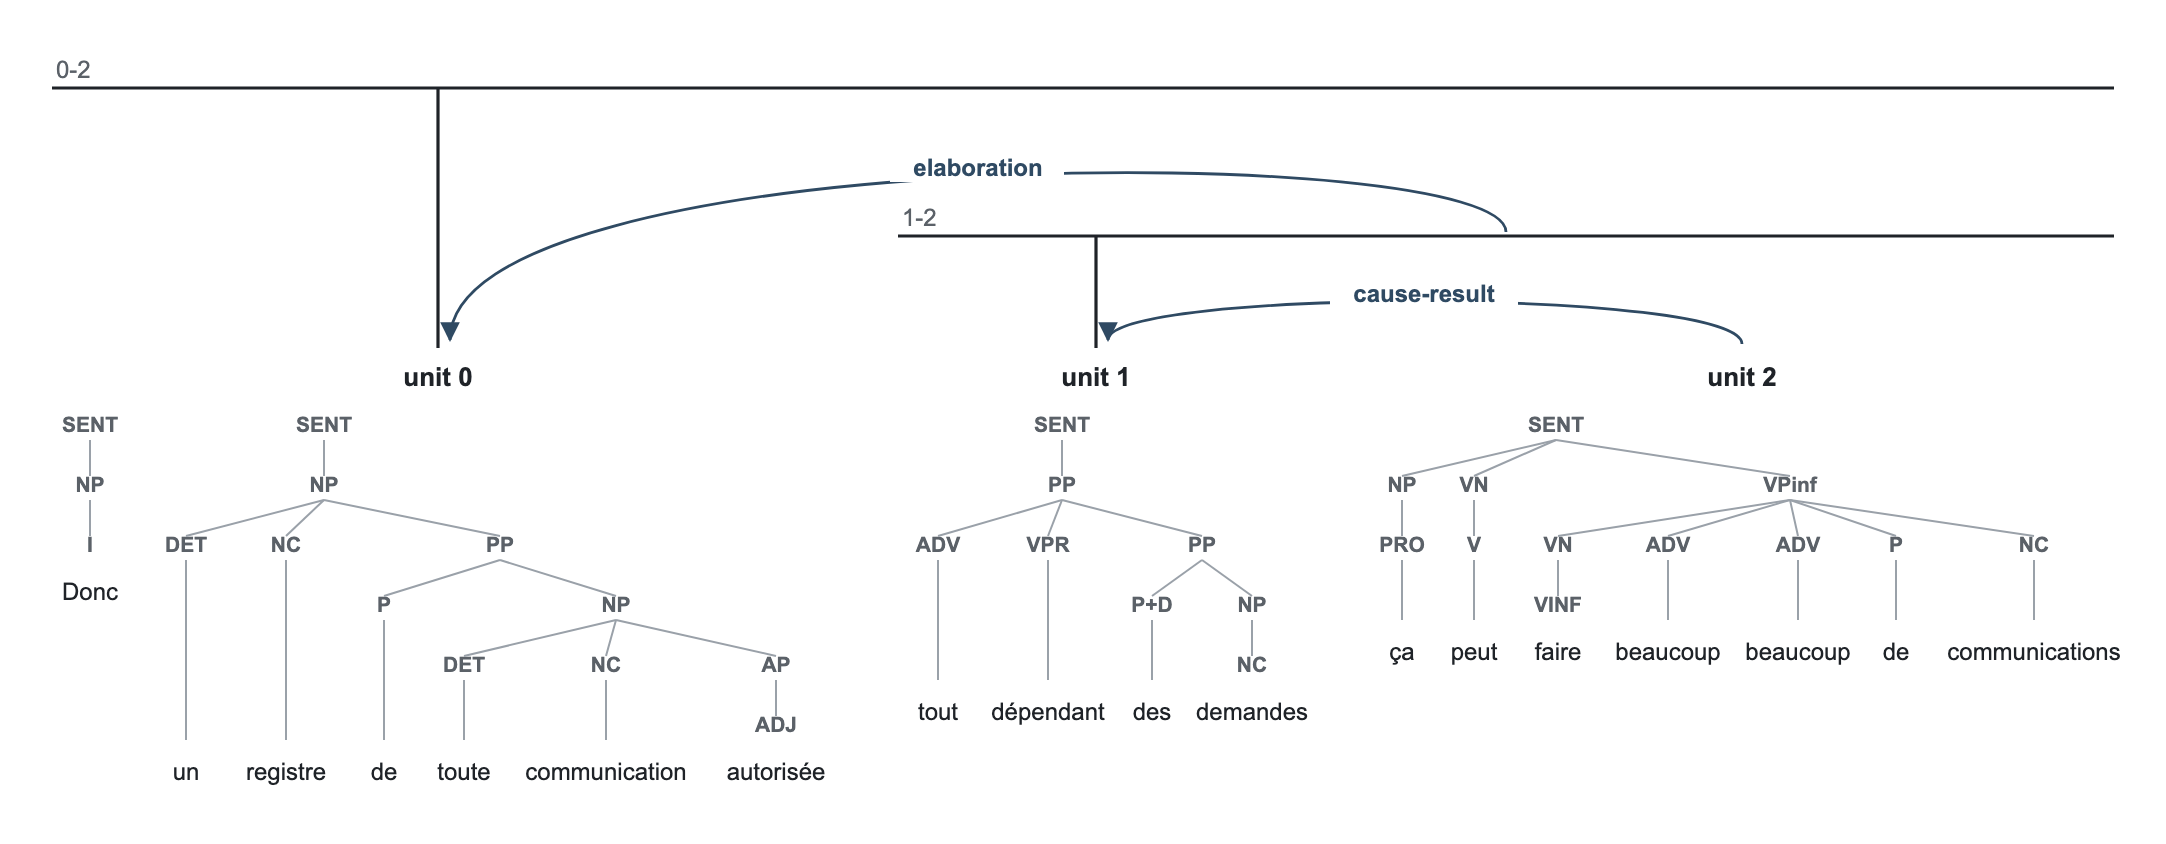 0-2
elaboration
1-2
cause-result
unit 0 unit 1 unit 2
SENT SENT SENT SENT
NP NP PP NP VN VPinf
I DET NC PP ADV VPR PP PRO V VN ADV ADV P NC
Donc
P NP P+D NP VINF
ça peut faire beaucoup beaucoup de communications
DET NC AP NC
tout dépendant des demandes
ADJ
un registre de toute communication autorisée